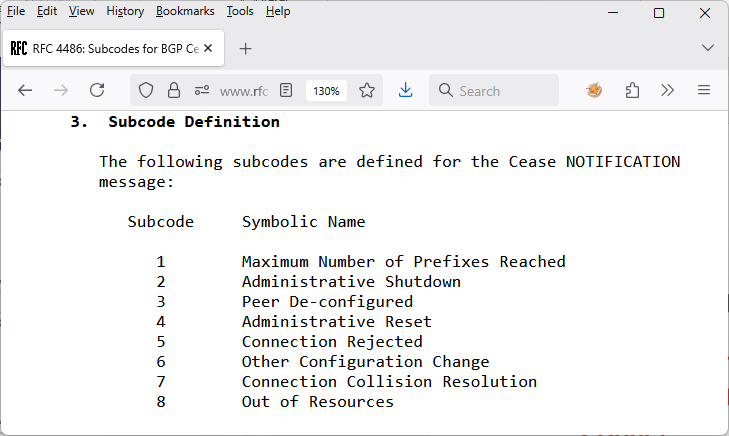 File Edit View History Bookmarks Tools Help
RFC RFC 4486: Subcodes for BGP Ce
www.rfc 130% Search
3. Subcode Definition
The following subcodes are defined for the Cease NOTIFICATION
message:
Subcode Symbolic Name
1 Maximum Number of Prefixes Reached
2 Administrative Shutdown
3 Peer De-configured
4 Administrative Reset
5 Connection Rejected
6 Other Configuration Change
7 Connection Collision Resolution
8 Out of Resources